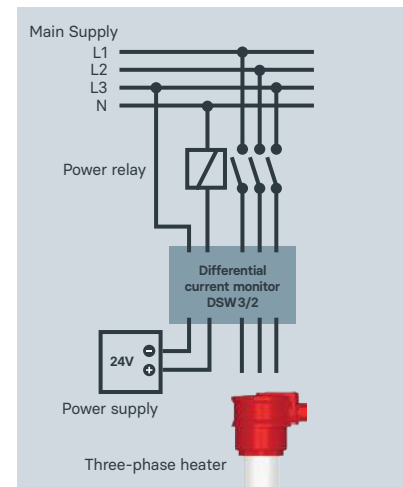 Main Supply
L1
L2
L3
N
Power relay
Differential
current monitor
DSW 3/2
24V
Power supply
Three-phase heater